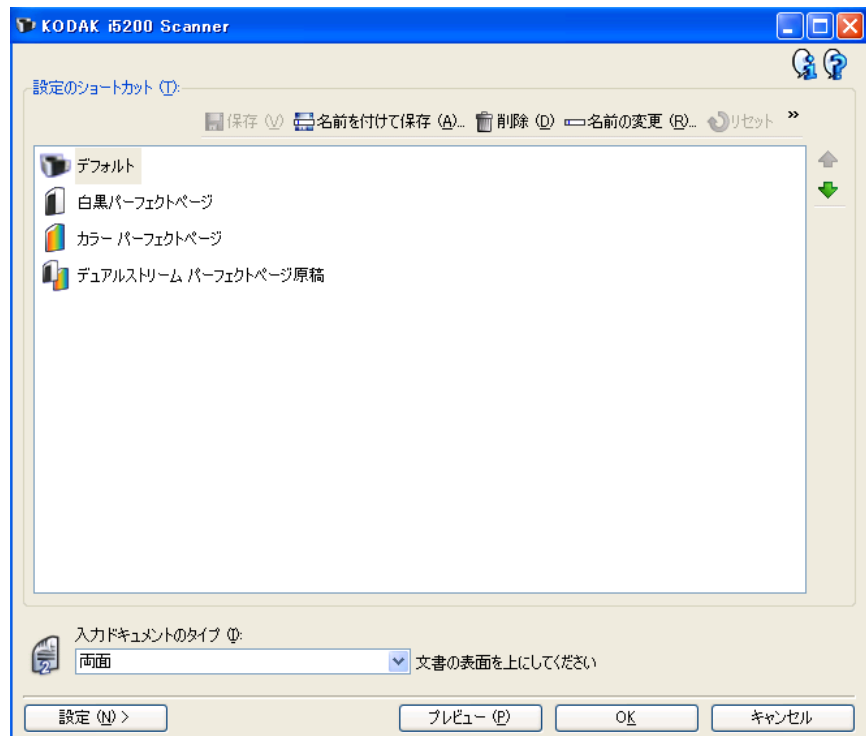 KODAK i5200 Scanner
設定のショートカット (T):
保存 (V) 名前を付けて保存 (A)... 削除 (D) 名前の変更 (R)... リセット »
デフォルト
白黒パーフェクトページ
カラー パーフェクトページ
デュアルストリーム パーフェクトページ原稿
入力ドキュメントのタイプ (I):
両面 文書の表面を上にしてください
設定 (N) > プレビュー (P) OK キャンセル